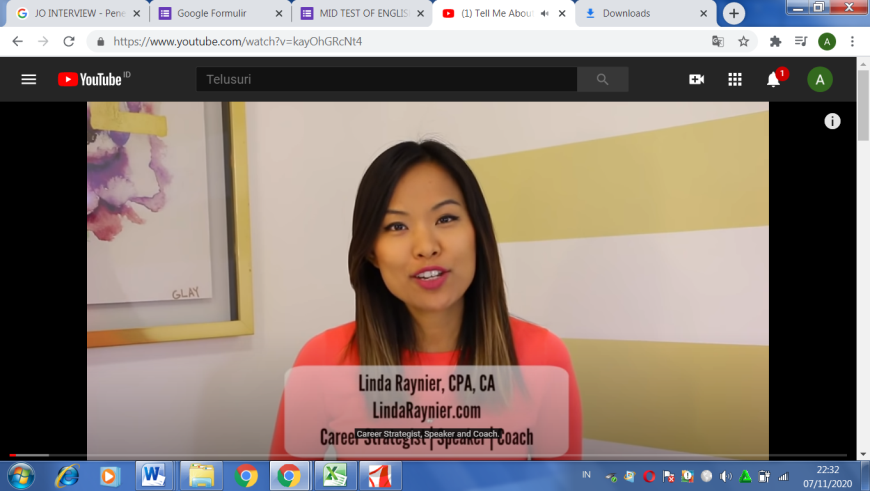 JO INTERVIEW - Pene
Google Formulir
MID TEST OF ENGLIS
(1) Tell Me Abou
Downloads
https://www.youtube.com/watch?v=kayOhGRcNt4
A
YouTube ID
Telusuri
1
A
GLAY
Linda Raynier, CPA, CA
LindaRaynier.com
Career Strategist | Speaker | Coach
Career Strategist, Speaker and Coach.
IN
22:32
07/11/2020